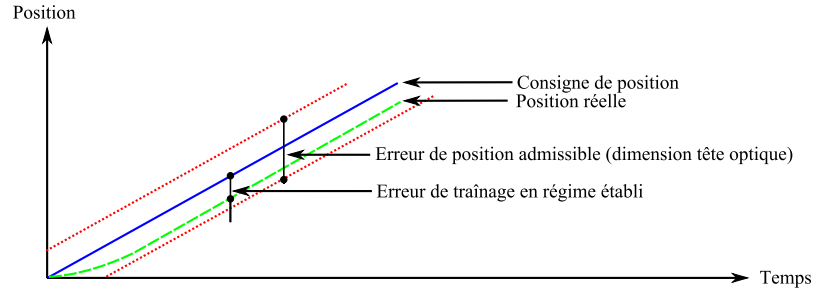 Position
Consigne de position
Position réelle
Erreur de position admissible (dimension tête optique)
Erreur de traînage en régime établi
Temps